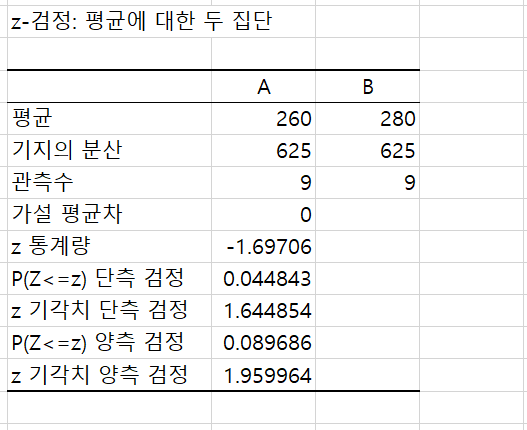 z-검정: 평균에 대한 두 집단
A B
평균 260 280
기지의 분산 625 625
관측수 9 9
가설 평균차 0
z 통계량 -1.69706
P(Z<=z) 단측 검정 0.044843
z 기각치 단측 검정 1.644854
P(Z<=z) 양측 검정 0.089686
z 기각치 양측 검정 1.959964